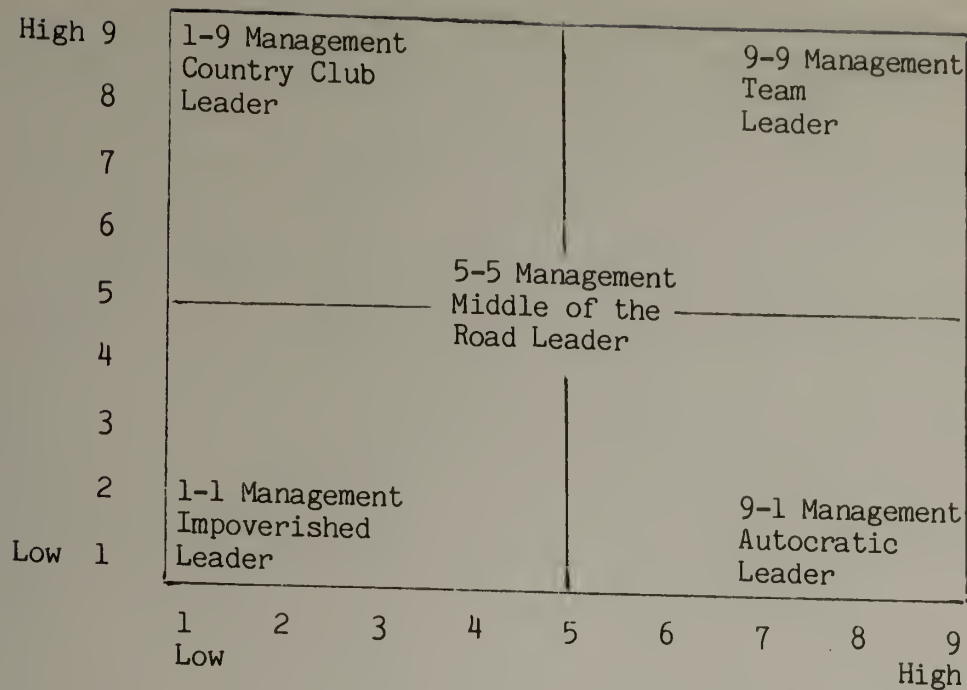 High 9
1-9 Management
Country Club
Leader
9-9 Management
Team
Leader
8
7
6
5
5-5 Management
Middle of the
Road Leader
4
3
2
1-1 Management
Impoverished
Leader
9-1 Management
Autocratic
Leader
Low 1
1 2 3 4 5 6 7 8 9
Low
High